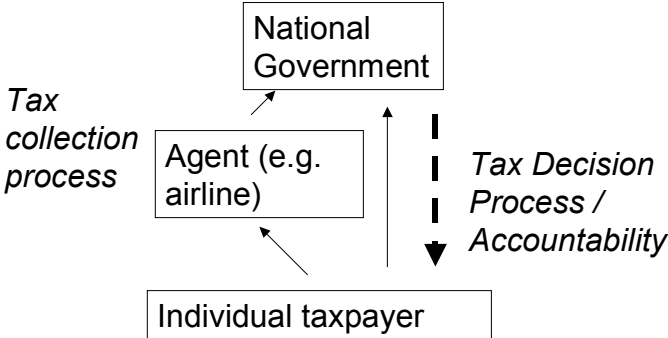 National
Government
Tax
collection
process
Agent (e.g.
airline)
Tax Decision
Process /
Accountability
Individual taxpayer